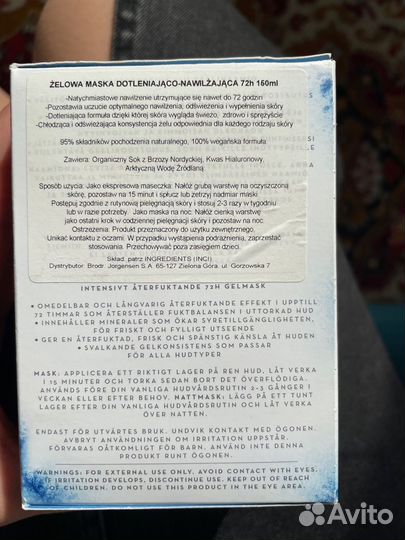 ŻELOWA MASKA DOTLENIAJĄCO-NAWILŻAJĄCA 72h 150ml
-Natychmiastowe nawilżenie utrzymujące się nawet do 72 godzin
-Pozostawia uczucie optymalnego nawilżenia, odświeżenia i wypełnienia skóry
-Dotleniająca formuła dzięki której skóra wygląda świeżo, zdrowo i sprężyście
-Chłodząca i odświeżająca konsystencja żelu odpowiednia dla każdego rodzaju skóry
95% składników pochodzenia naturalnego, 100% wegańska formuła
Zawiera: Organiczny Sok z Brzozy Nordyckiej, Kwas Hialuronowy,
Arktyczną Wodę Źródlaną
Sposób użycia: Jako ekspresowa maseczka: Nałóż grubą warstwę na oczyszczoną
skórę, pozostaw na 15 minut i spłucz lub zetrzyj nadmiar maski
Postępuj zgodnie z rutynową pielęgnacją skóry i stosuj 2-3 razy w tygodniu
lub w razie potrzeby. Jako maska na noc: Nałóż cienką warstwę
jako ostatni krok w codziennej pielęgnacji skóry i pozostaw na noc.
Ostrzeżenia: Produkt przeznaczony do użytku zewnętrznego.
Unikać kontaktu z oczami. W przypadku wystąpienia podrażnienia, zaprzestać
stosowania. Przechowywać poza zasięgiem dzieci.
Skład: patrz INGREDIENTS (INCI)
Dystrybutor: Brodr. Jorgensen S.A. 65-127 Zielona Góra. ul. Gorzowska 7
INTENSIVT ÅTERFUKTANDE 72H GELMASK
• OMEDELBAR OCH LÅNGVARIG ÅTERFUKTANDE EFFEKT I UPPTILL
72 TIMMAR SOM ÅTERSTÄLLER FUKTBALANSEN I UTTORKAD HUD
• INNEHÅLLER MINERALER SOM ÖKAR SYRETILLGÄNGLIGHETEN,
FÖR FRISKT OCH FYLLIGT UTSEENDE
• GER EN ÅTERFUKTAD, FRISK OCH SPÄNSTIG KÄNSLA ÅT HUDEN
• SVALKANDE GELKONSISTENS SOM PASSAR
FÖR ALLA HUDTYPER
MASK: APPLICERA ETT RIKTIGT LAGER PÅ REN HUD, LÅT VERKA
I 15 MINUTER OCH TORKA SEDAN BORT DET ÖVERFLÖDIGA.
ANVÄNDS FÖRE DIN VANLIGA HUDVÅRDSRUTIN 2-3 GÅNGER I
VECKAN ELLER EFTER BEHOV. NATTMASK: LÄGG PÅ ETT TUNT
LAGER EFTER DIN VANLIGA HUDVÅRDSRUTIN OCH LÅT VERKA
ÖVER NATTEN.
ENDAST FÖR UTVÄRTES BRUK. UNDVIK KONTAKT MED ÖGONEN.
AVBRYT ANVÄNDNINGEN OM IRRITATION UPPSTÅR.
FÖRVARAS OÅTKOMLIGT FÖR BARN. ANVÄND INTE DENNA
PRODUKT RUNT ÖGONEN.
WARNINGS: FOR EXTERNAL USE ONLY. AVOID CONTACT WITH EYES.
IF IRRITATION DEVELOPS, DISCONTINUE USE. KEEP OUT OF REACH
OF CHILDREN. DO NOT USE THIS PRODUCT IN THE EYE AREA.
Avito